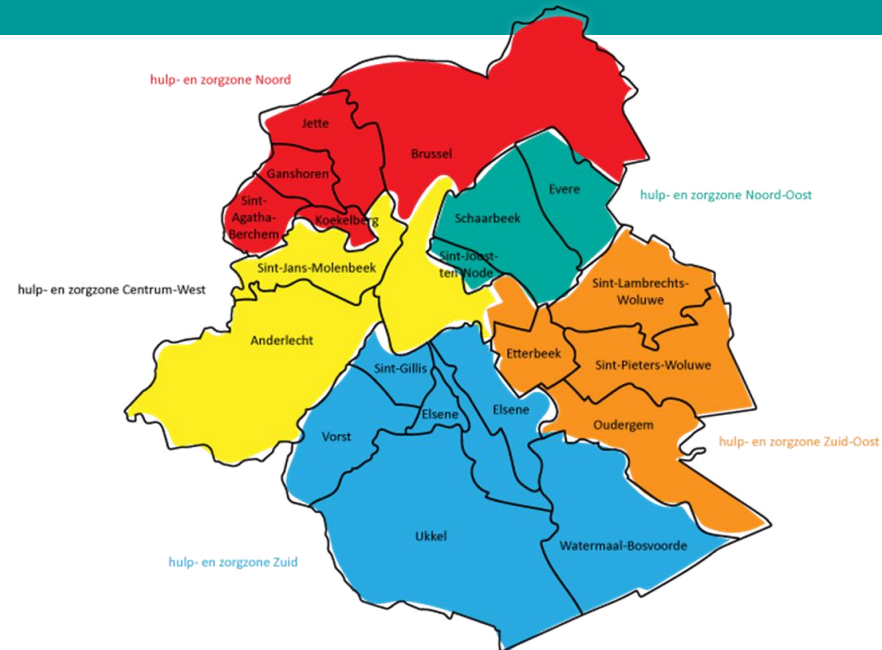 hulp- en zorgzone Noord
Jette
Brussel
Ganshoren
Evere
hulp- en zorgzone Noord-Oost
Sint-
Agatha-
Berchem
Koekelberg
Schaarbeek
Sint-Joost-
ten-Node
Sint-Jans-Molenbeek
hulp- en zorgzone Centrum-West
Sint-Lambrechts-
Woluwe
Anderlecht
Etterbeek
Sint-Pieters-Woluwe
Sint-Gillis
Elsene
Elsene
Oudergem
Vorst
hulp- en zorgzone Zuid-Oost
Ukkel
Watermaal-Bosvoorde
hulp- en zorgzone Zuid